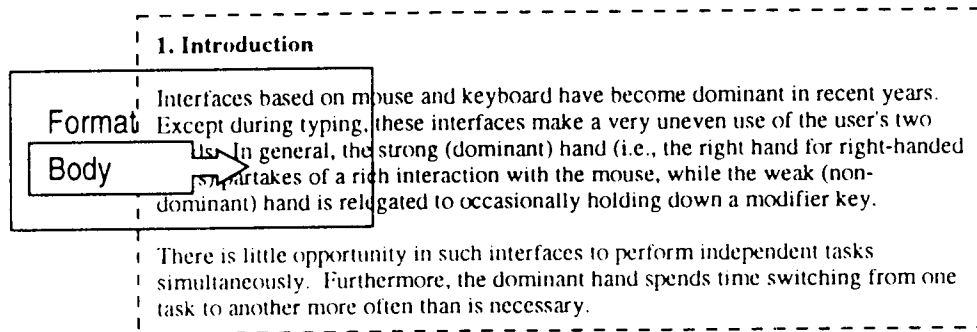 1. Introduction
Interfaces based on mouse and keyboard have become dominant in recent years.
Format
Except during typing, these interfaces make a very uneven use of the user's two
In general, the strong (dominant) hand (i.e., the right hand for right-handed
Body
partakes of a rich interaction with the mouse, while the weak (non-
dominant) hand is relegated to occasionally holding down a modifier key.
There is little opportunity in such interfaces to perform independent tasks
simultaneously. Furthermore, the dominant hand spends time switching from one
task to another more often than is necessary.